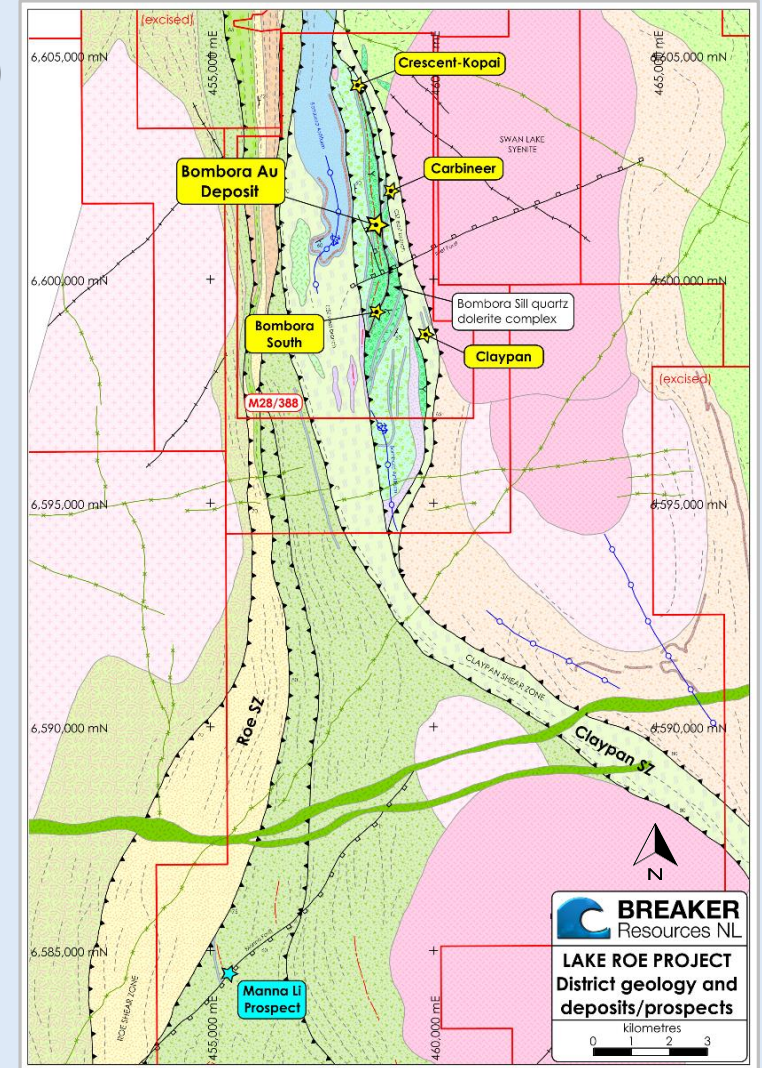 (excised)
6,605,000 mN
455,000 mE
460,000 mE
465,000 mE
6,605,000 mN
Crescent-Kopai
SWAN LAKE
SYENITE
Bombora Au
Deposit
Carbineer
6,600,000 mN
6,600,000 mN
Bombora Sill quartz
dolerite complex
Bombora
South
Claypan
(excised)
M28/388
6,595,000 mN
6,595,000 mN
CLAYPAN SHEAR ZONE
Roe SZ
6,590,000 mN
6,590,000 mN
Claypan SZ
N
6,585,000 mN
Manna Li
Prospect
ROE SHEAR ZONE
455,000 mE
460,000 mE
BREAKER
Resources NL
LAKE ROE PROJECT
District geology and
deposits/prospects
kilometres
0 1 2 3